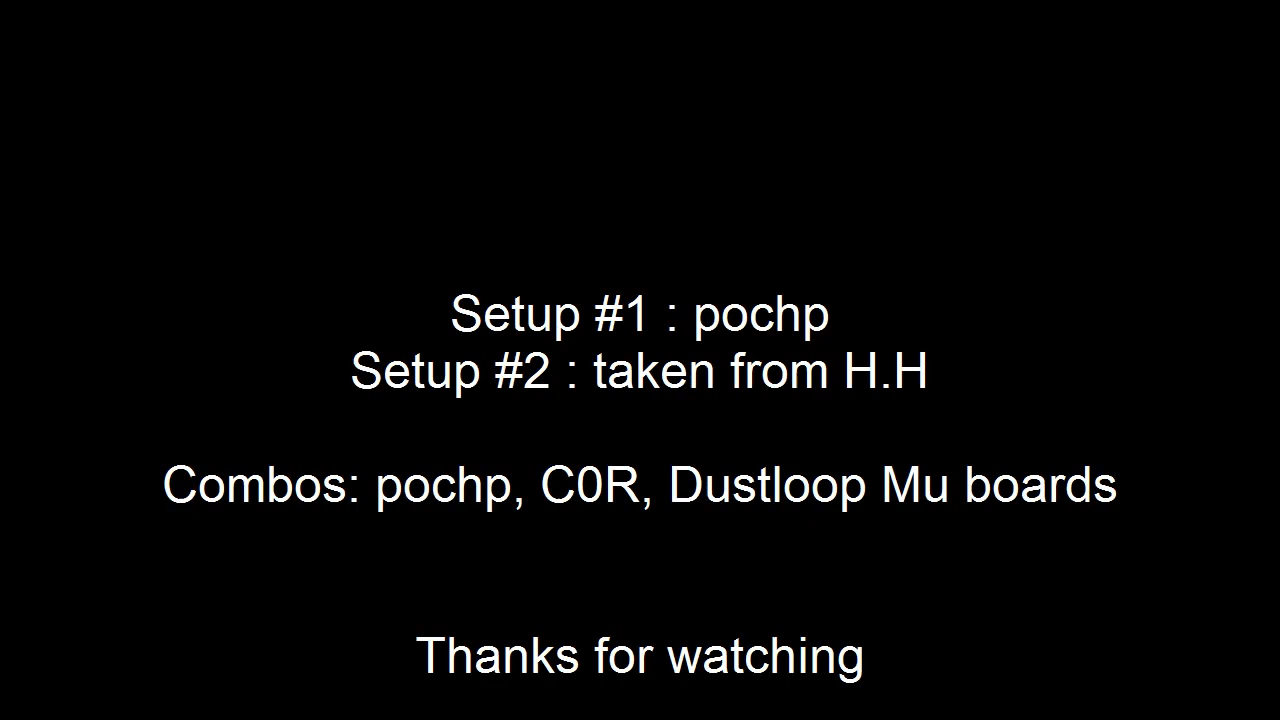 Setup #1 : pochp
Setup #2 : taken from H.H
Combos: pochp, C0R, Dustloop Mu boards
Thanks for watching